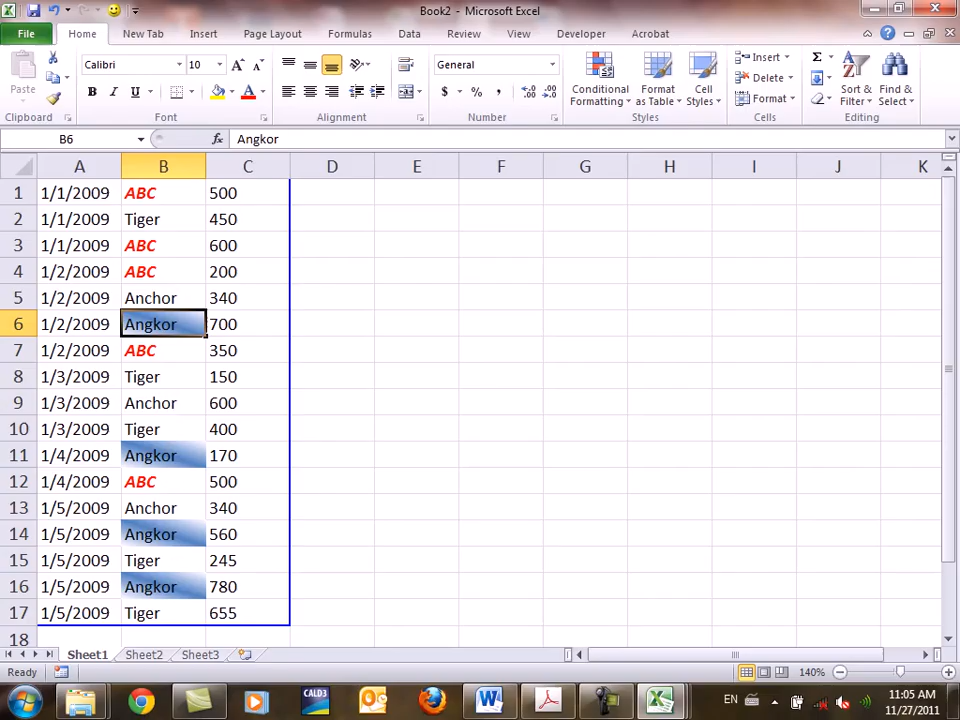 Book2 - Microsoft Excel
File Home New Tab Insert Page Layout Formulas Data Review View Developer Acrobat
Paste
Calibri 10
B I U
General
$ % ,
Conditional Formatting
Format as Table
Cell Styles
Insert
Delete
Format
Sort & Filter
Find & Select
Clipboard Font Alignment Number Styles Cells Editing
B6 fx Angkor
A B C D E F G H I J K
1 1/1/2009 ABC 500
2 1/1/2009 Tiger 450
3 1/1/2009 ABC 600
4 1/2/2009 ABC 200
5 1/2/2009 Anchor 340
6 1/2/2009 Angkor 700
7 1/2/2009 ABC 350
8 1/3/2009 Tiger 150
9 1/3/2009 Anchor 600
10 1/3/2009 Tiger 400
11 1/4/2009 Angkor 170
12 1/4/2009 ABC 500
13 1/5/2009 Anchor 340
14 1/5/2009 Angkor 560
15 1/5/2009 Tiger 245
16 1/5/2009 Angkor 780
17 1/5/2009 Tiger 655
18
Sheet1 Sheet2 Sheet3
Ready 140%
CALD3 EN 11:05 AM
11/27/2011